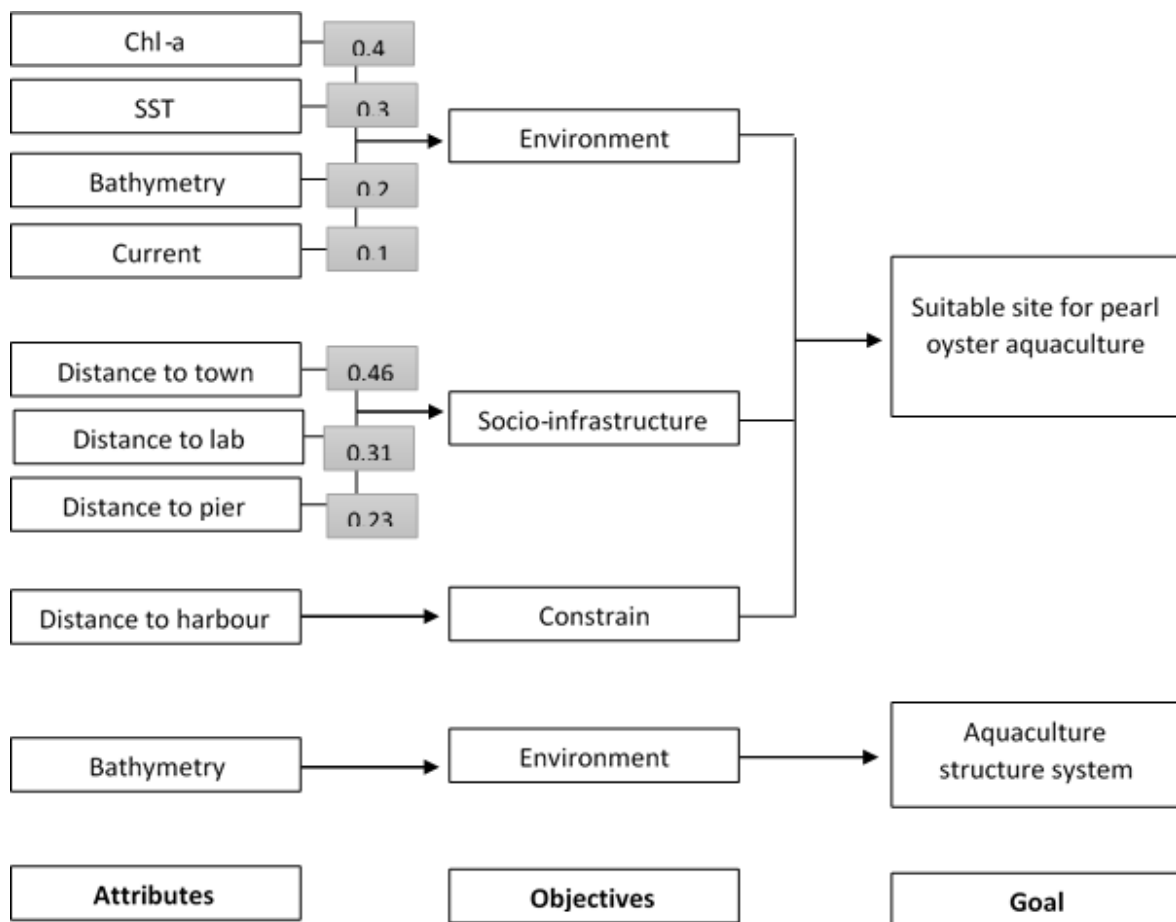 Chl-a
0.4
SST
0.3
Environment
Bathymetry
0.2
Current
0.1
Suitable site for pearl
oyster aquaculture
Distance to town
0.46
Socio-infrastructure
Distance to lab
0.31
Distance to pier
0.23
Distance to harbour
Constrain
Bathymetry
Environment
Aquaculture
structure system
Attributes
Objectives
Goal